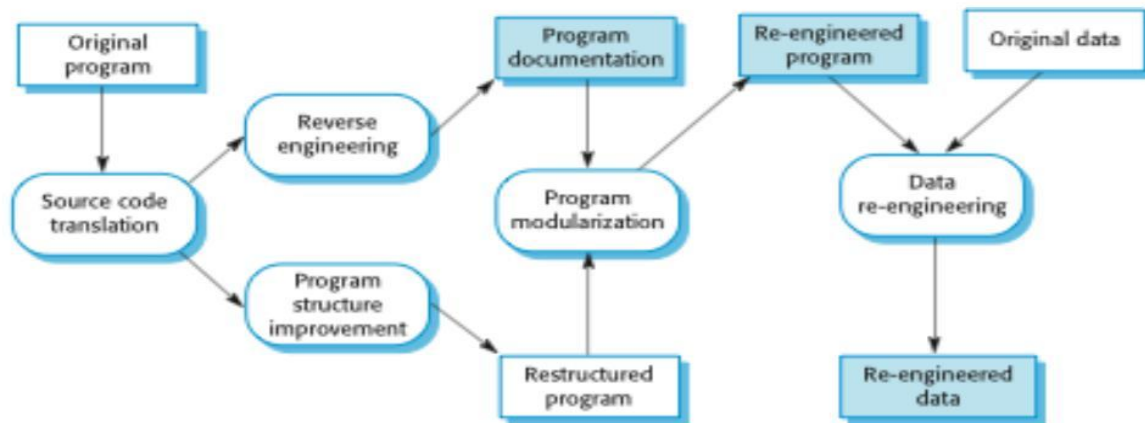 Original
program
Program
documentation
Re-engineered
program
Original data
Reverse
engineering
Source code
translation
Program
modularization
Data
re-engineering
Program
structure
improvement
Restructured
program
Re-engineered
data